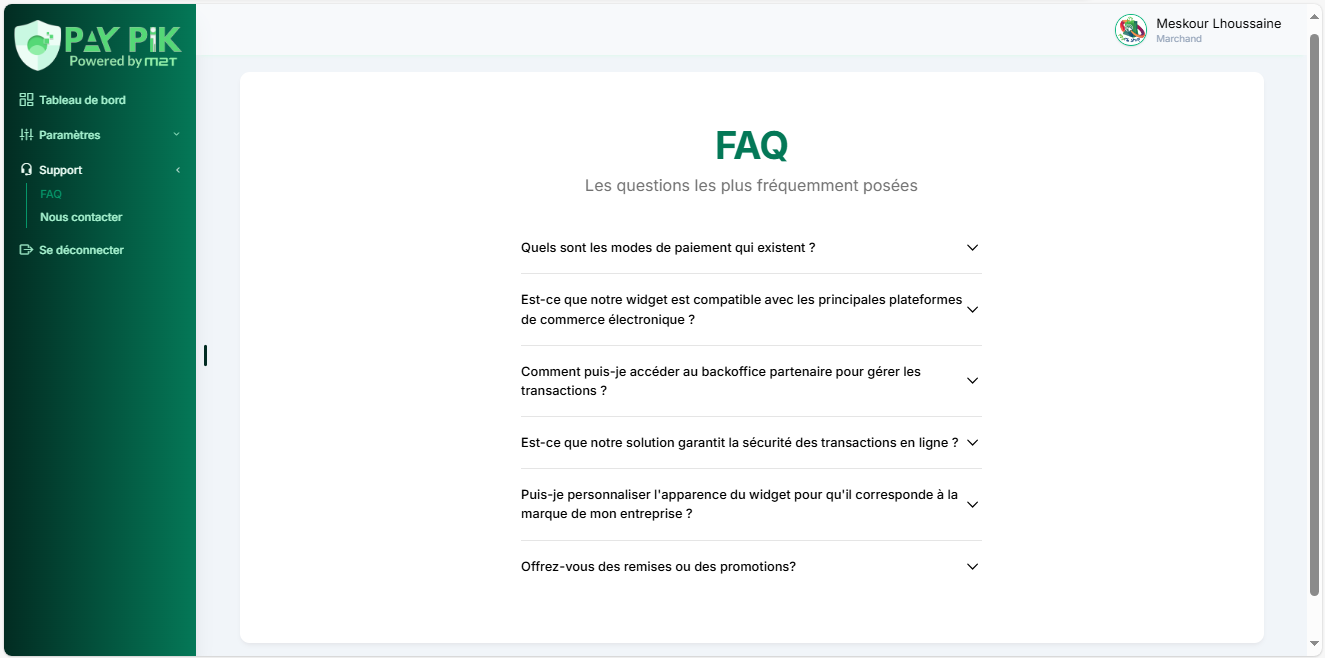 PAY PiK
Powered by M2T
Meskour Lhoussaine
Marchand
Tableau de bord
Paramètres
Support
FAQ
Nous contacter
Se déconnecter
FAQ
Les questions les plus fréquemment posées
Quels sont les modes de paiement qui existent ?
Est-ce que notre widget est compatible avec les principales plateformes
de commerce électronique ?
Comment puis-je accéder au backoffice partenaire pour gérer les
transactions ?
Est-ce que notre solution garantit la sécurité des transactions en ligne ?
Puis-je personnaliser l'apparence du widget pour qu'il corresponde à la
marque de mon entreprise ?
Offrez-vous des remises ou des promotions?